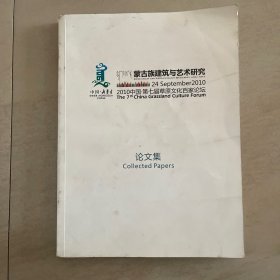 蒙古族建筑与艺术研究
24 September2010
2010中国·第七届草原文化百家论坛
The 7th China Grassland Culture Forum
论文集
Collected Papers